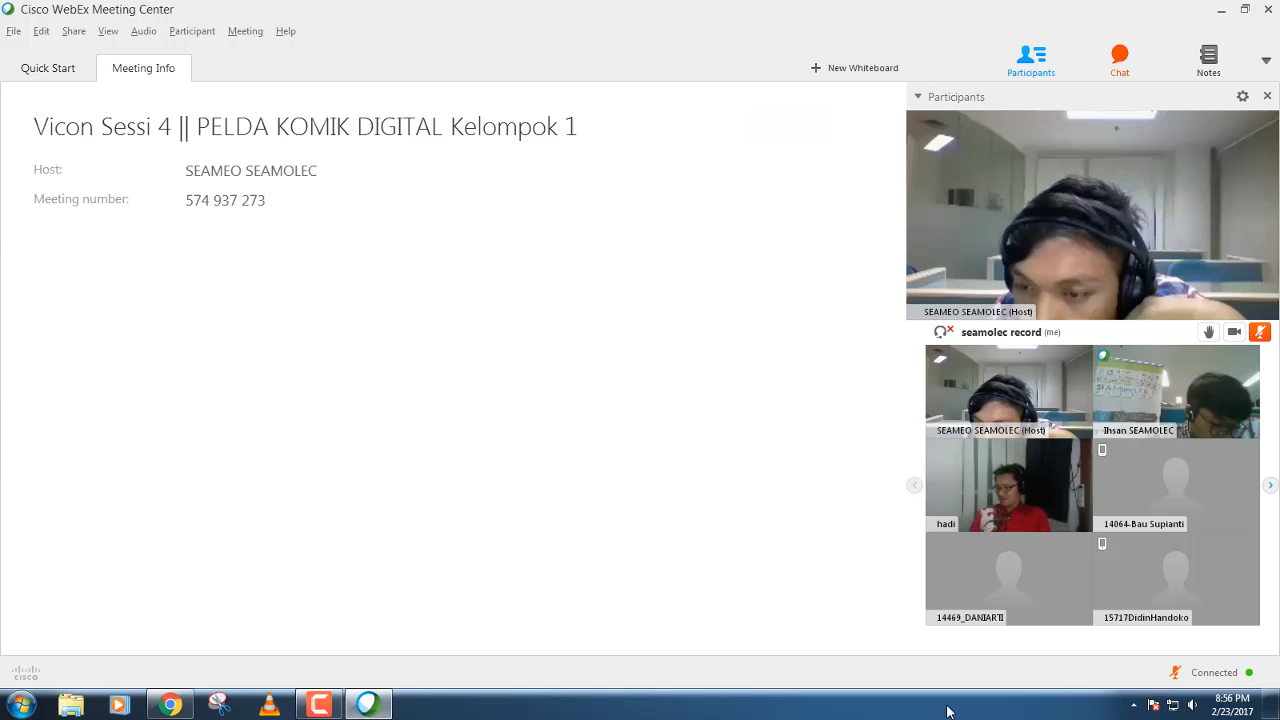 Cisco WebEx Meeting Center
File Edit Share View Audio Participant Meeting Help
Quick Start
Meeting Info
New Whiteboard
Participants
Chat
Notes
Participants
Vicon Sessi 4 || PELDA KOMIK DIGITAL Kelompok 1
Host: SEAMEO SEAMOLEC
Meeting number: 574 937 273
SEAMEO SEAMOLEC (Host)
seamolec record (me)
SEAMEO SEAMOLEC (Host)
Ihsan SEAMOLEC
hadi
14064-Bau Supianti
14469_DANIARTI
15717DidinHandoko
CISCO
Connected
8:56 PM
2/23/2017